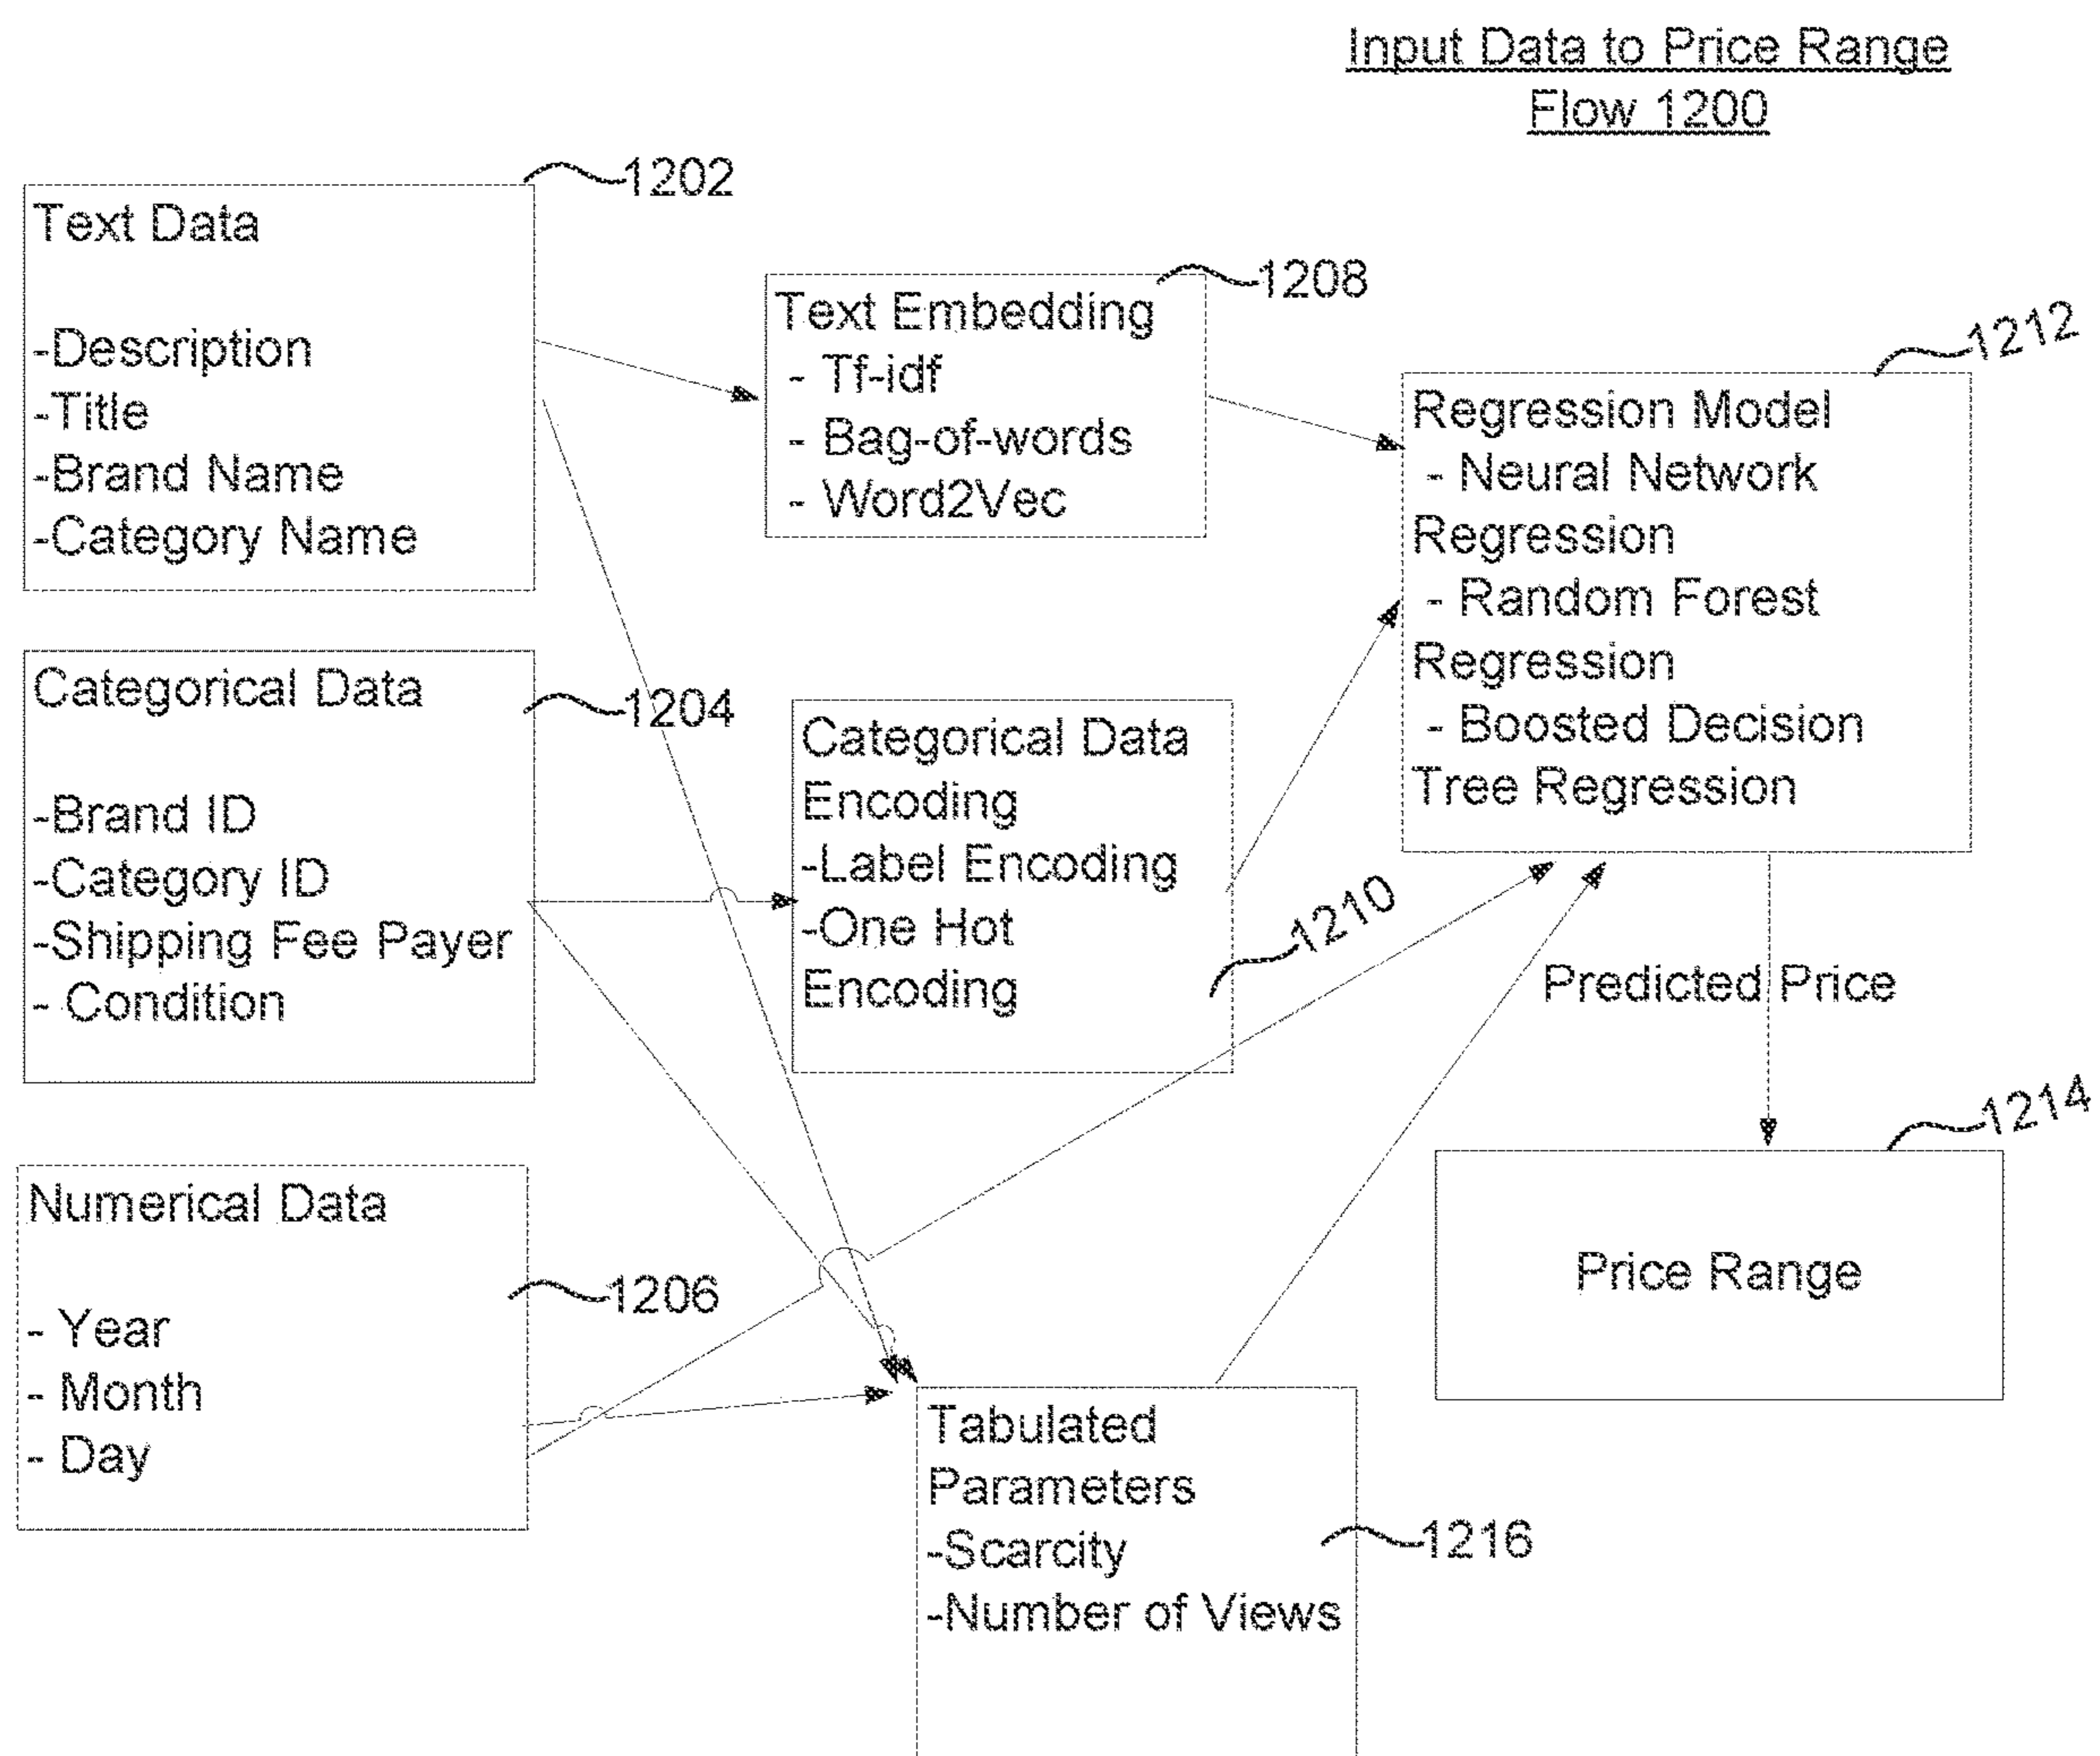 Input Data to Price Range
Flow 1200
1202
Text Data
-Description
-Title
-Brand Name
-Category Name
1208
Text Embedding
- Tf-idf
- Bag-of-words
- Word2Vec
1212
Regression Model
- Neural Network
Regression
- Random Forest
Regression
- Boosted Decision
Tree Regression
1204
Categorical Data
-Brand ID
-Category ID
-Shipping Fee Payer
- Condition
Categorical Data
Encoding
-Label Encoding
-One Hot
Encoding
1210
Predicted Price
1214
Price Range
Numerical Data
1206
- Year
- Month
- Day
Tabulated
Parameters
-Scarcity
-Number of Views
1216